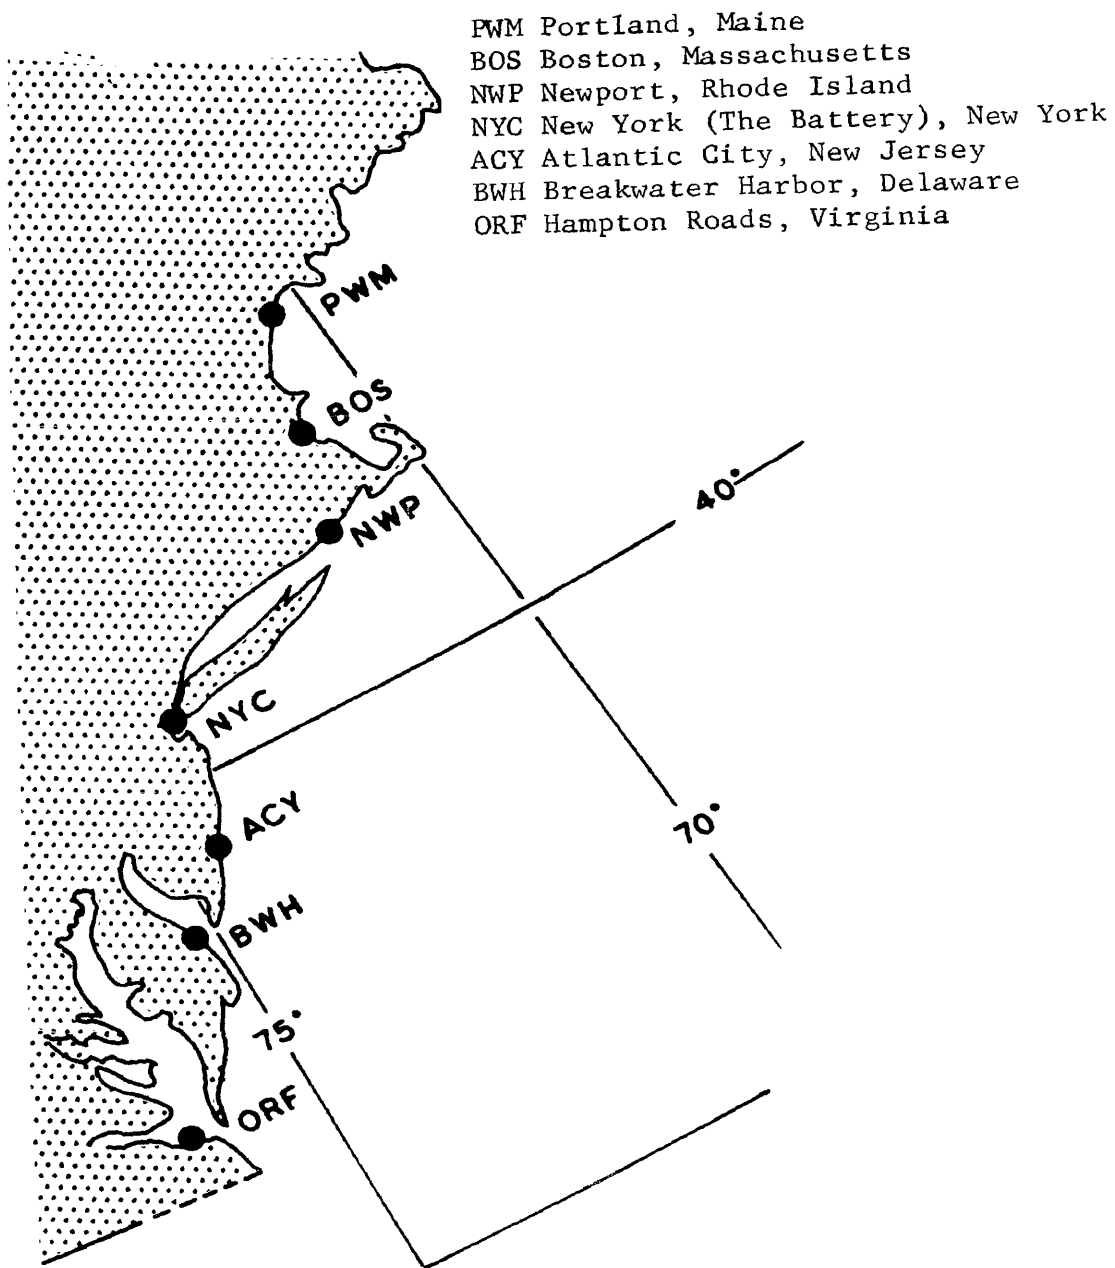 PWM Portland, Maine
BOS Boston, Massachusetts
NWP Newport, Rhode Island
NYC New York (The Battery), New York
ACY Atlantic City, New Jersey
BWH Breakwater Harbor, Delaware
ORF Hampton Roads, Virginia
PWM
BOS
40°
NWP
NYC
70°
ACY
BWH
75°
ORF